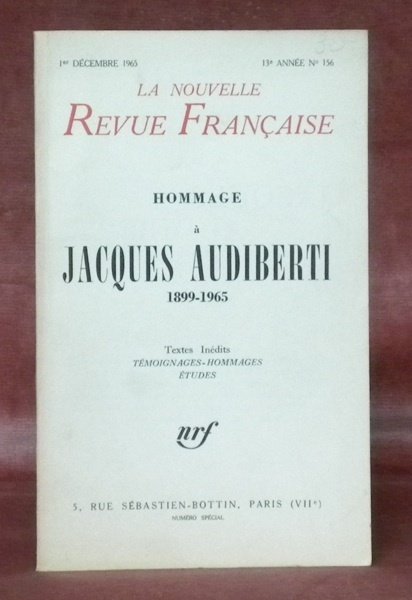 1er DÉCEMBRE 1965 13e ANNÉE No 156
LA NOUVELLE
REVUE FRANÇAISE
HOMMAGE
à
JACQUES AUDIBERTI
1899-1965
Textes Inédits
TÉMOIGNAGES-HOMMAGES
ÉTUDES
nrf
5, RUE SÉBASTIEN-BOTTIN, PARIS (VIIe)
NUMÉRO SPÉCIAL